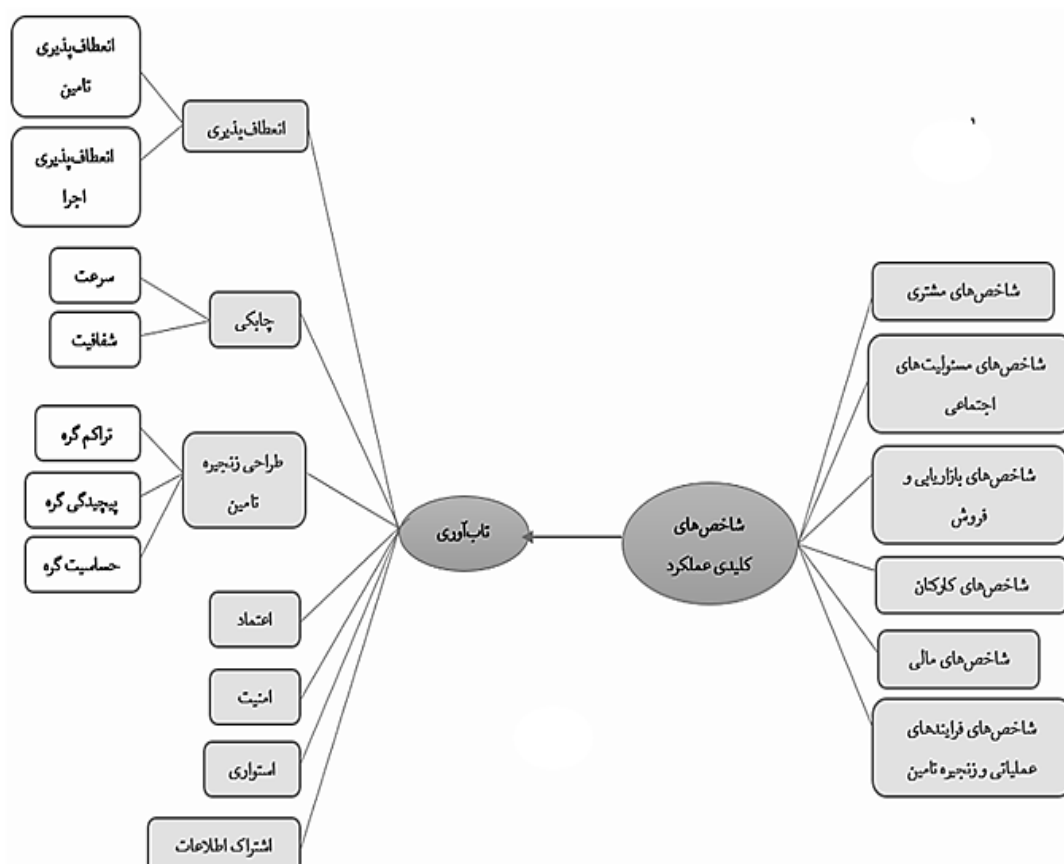 شاخص‌های مشتری
شاخص‌های مسئولیت‌های
اجتماعی
شاخص‌های بازاریابی و
فروش
شاخص‌های کارکنان
شاخص‌های مالی
شاخص‌های فرایندهای
عملیاتی و زنجیره تامین
شاخص‌های
کلیدی عملکرد
تاب‌آوری
انعطاف‌پذیری
انعطاف‌پذیری
تامین
انعطاف‌پذیری
اجرا
چابکی
سرعت
شفافیت
طراحی زنجیره
تامین
تراکم گره
پیچیدگی گره
حساسیت گره
اعتماد
امنیت
استواری
اشتراک اطلاعات